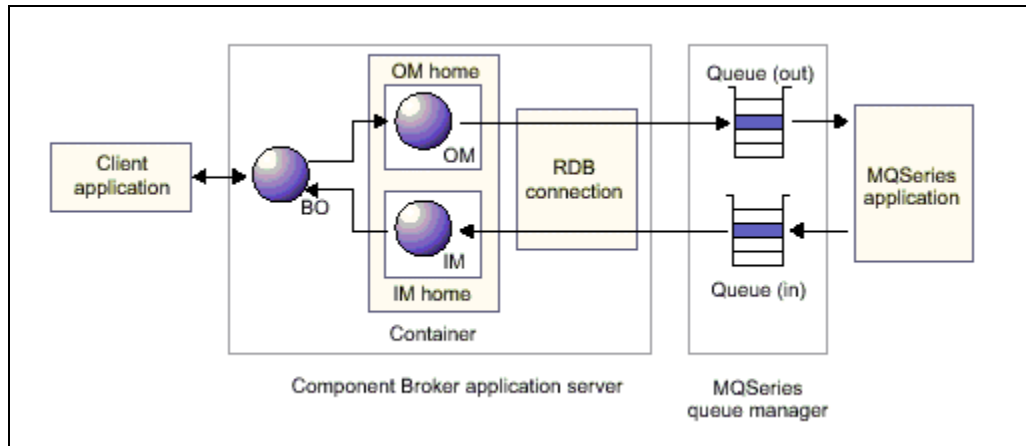 OM home
OM
Client
application
BO
IM
IM home
Container
RDB
connection
Component Broker application server
Queue (out)
Queue (in)
MQSeries
queue manager
MQSeries
application